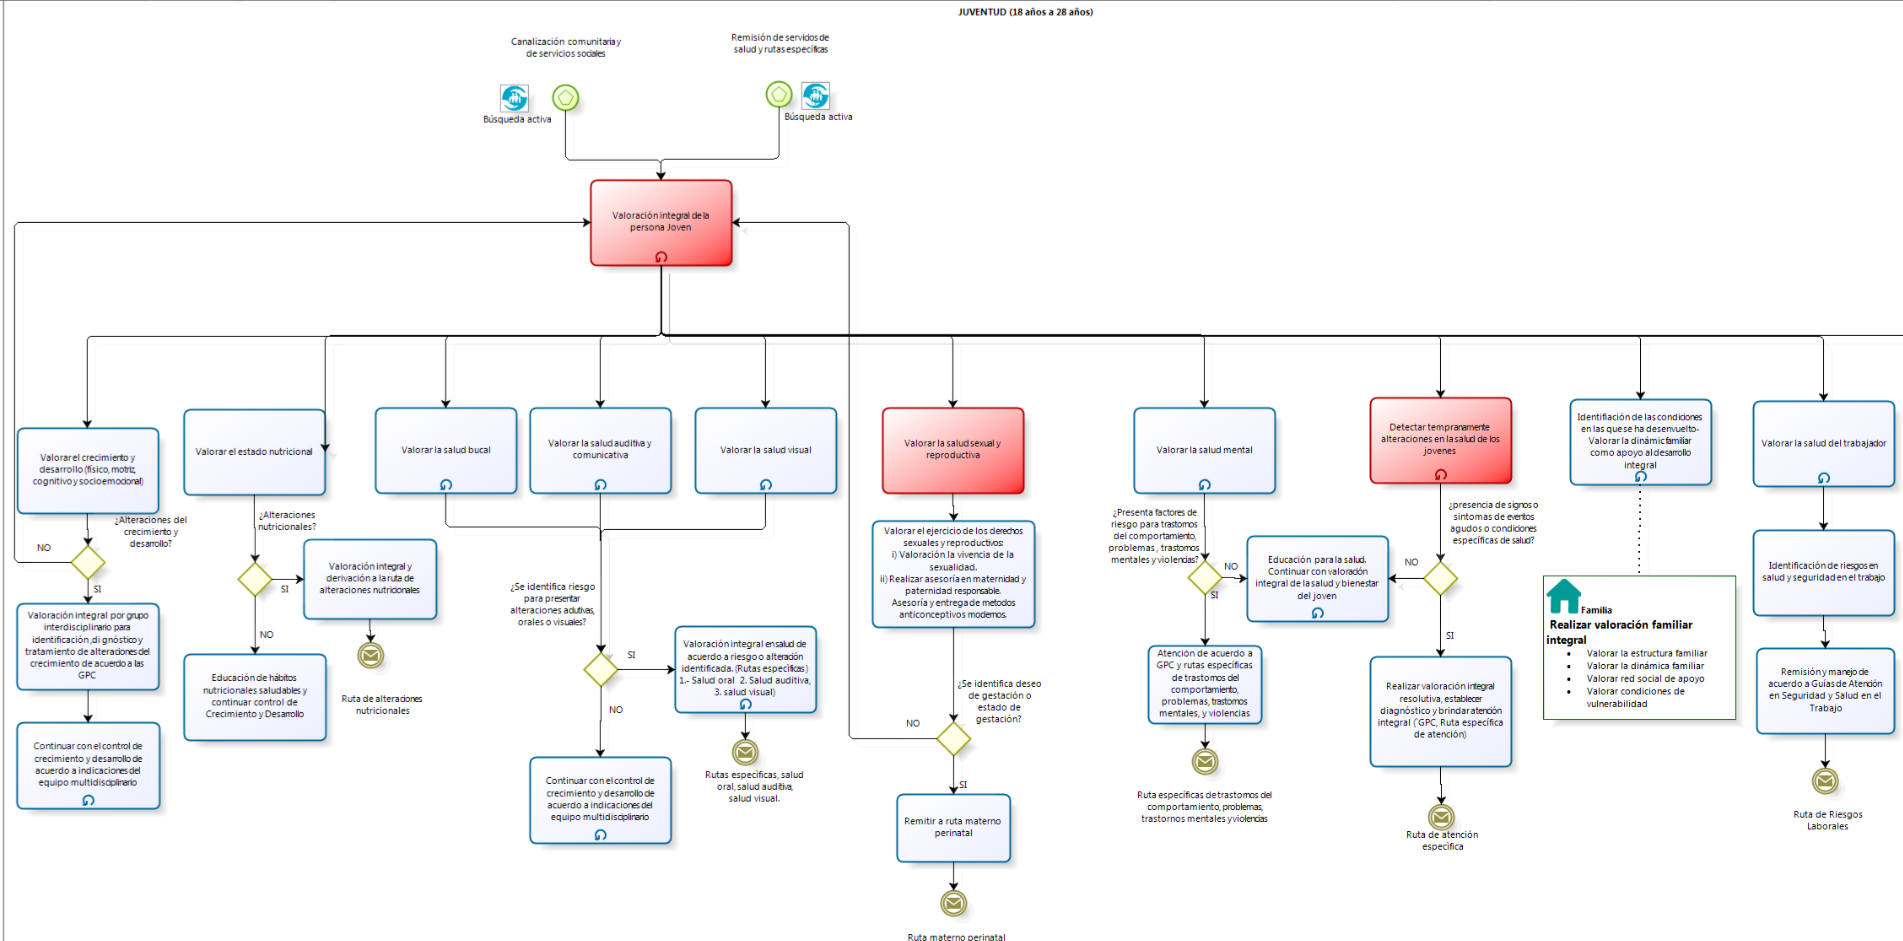 JUVENTUD (18 años a 28 años)
Canalización comunitaria y
de servicios sociales
Remisión de servicios de
salud y rutas específicas
Búsqueda activa
Búsqueda activa
Valoración integral de la
persona Joven
Valorar el crecimiento y
desarrollo (físico, motriz,
cognitivo y socioemocional)
¿Alteraciones del
crecimiento y
desarrollo?
NO
SI
Valoración integral por grupo
interdisciplinario para
identificación, di gnóstico y
tratamiento de alteraciones del
crecimiento de acuerdo a las
GPC
Continuar con el control de
crecimiento y desarrollo de
acuerdo a indicaciones del
equipo multidisciplinario
Valorar el estado nutricional
¿Alteraciones
nutricionales?
SI
NO
Valoración integral y
derivación a la ruta de
alteraciones nutricionales
Ruta de alteraciones
nutricionales
Educación de hábitos
nutricionales saludables y
continuar control de
Crecimiento y Desarrollo
Valorar la salud bucal
Valorar la salud auditiva y
comunicativa
Valorar la salud visual
¿Se identifica riesgo
para presentar
alteraciones adutivas,
orales o visuales?
SI
NO
Valoración integral en salud de
acuerdo a riesgo o alteración
identificada. (Rutas específicas)
1.- Salud oral 2. Salud auditiva,
3. salud visual)
Rutas específicas, salud
oral, salud auditiva,
salud visual.
Continuar con el control de
crecimiento y desarrollo de
acuerdo a indicaciones del
equipo multidisciplinario
Valorar la salud sexual y
reproductiva
Valorar el ejercicio de los derechos
sexuales y reproductivos:
i) Valoración la vivencia de la
sexualidad.
ii) Realizar asesoría en maternidad y
paternidad responsable.
Asesoría y entrega de metodos
anticonceptivos modernos.
¿Se identifica deseo
de gestación o
estado de
gestación?
NO
SI
Remitir a ruta materno
perinatal
Ruta materno perinatal
Valorar la salud mental
¿Presenta factores de
riesgo para trastornos
del comportamiento,
problemas , trastornos
mentales y violencias?
NO
SI
Educación para la salud.
Continuar con valoración
integral de la salud y bienestar
del joven
Atención de acuerdo a
GPC y rutas específicas
de trastornos del
comportamiento,
problemas, trastornos
mentales, y violencias
Ruta específicas de trastornos del
comportamiento, problemas,
trastornos mentales y violencias
Detectar tempranamente
alteraciones en la salud de los
jovenes
¿presencia de signos o
sintomas de eventos
agudos o condiciones
específicas de salud?
NO
SI
Realizar valoración integral
resolutiva, establecer
diagnóstico y brindar atención
integral (´GPC, Ruta específica
de atención)
Ruta de atención
específica
Identifiación de las condiciones
en las que se ha desenvuelto-
Valorar la dinámic familiar
como apoyo al desarrollo
integral
Familia
Realizar valoración familiar
integral
• Valorar la estructura familiar
• Valorar la dinámica familiar
• Valorar red social de apoyo
• Valorar condiciones de
vulnerabilidad
Valorar la salud del trabajador
Identificación de riesgos en
salud y seguridad en el trabajo
Remisión y manejo de
acuerdo a Guías de Atención
en Seguridad y Salud en el
Trabajo
Ruta de Riesgos
Laborales